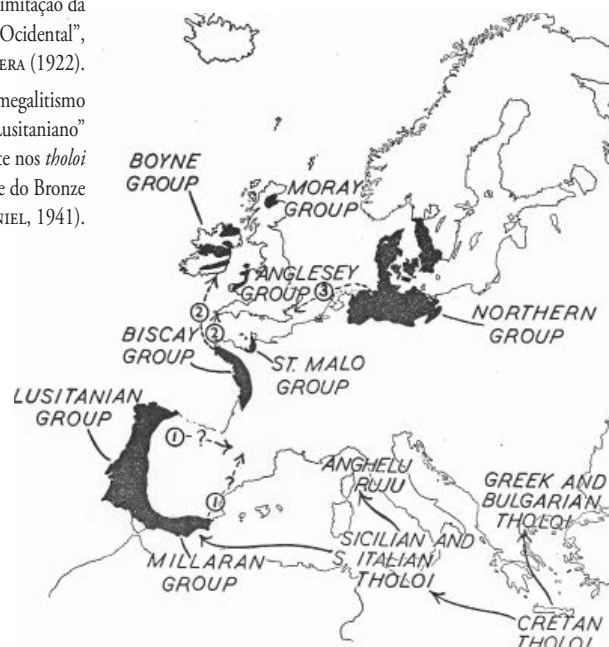 imitação da
Ocidental”,
ERA (1922).
megalitismo
usitaniano”
te nos tholoi
e do Bronze
NIEL, 1941).
?
BOYNE
GROUP
MORAY
GROUP
ANGLESEY
GROUP
3
2
2
NORTHERN
GROUP
BISCAY
GROUP
ST. MALO
GROUP
LUSITANIAN
GROUP
1 - ?
1 ?
ANGHELU
RUJU
GREEK AND
BULGARIAN
THOLOI
SICILIAN AND
ITALIAN
THOLOI
MILLARAN
GROUP
CRETAN
THOLOI